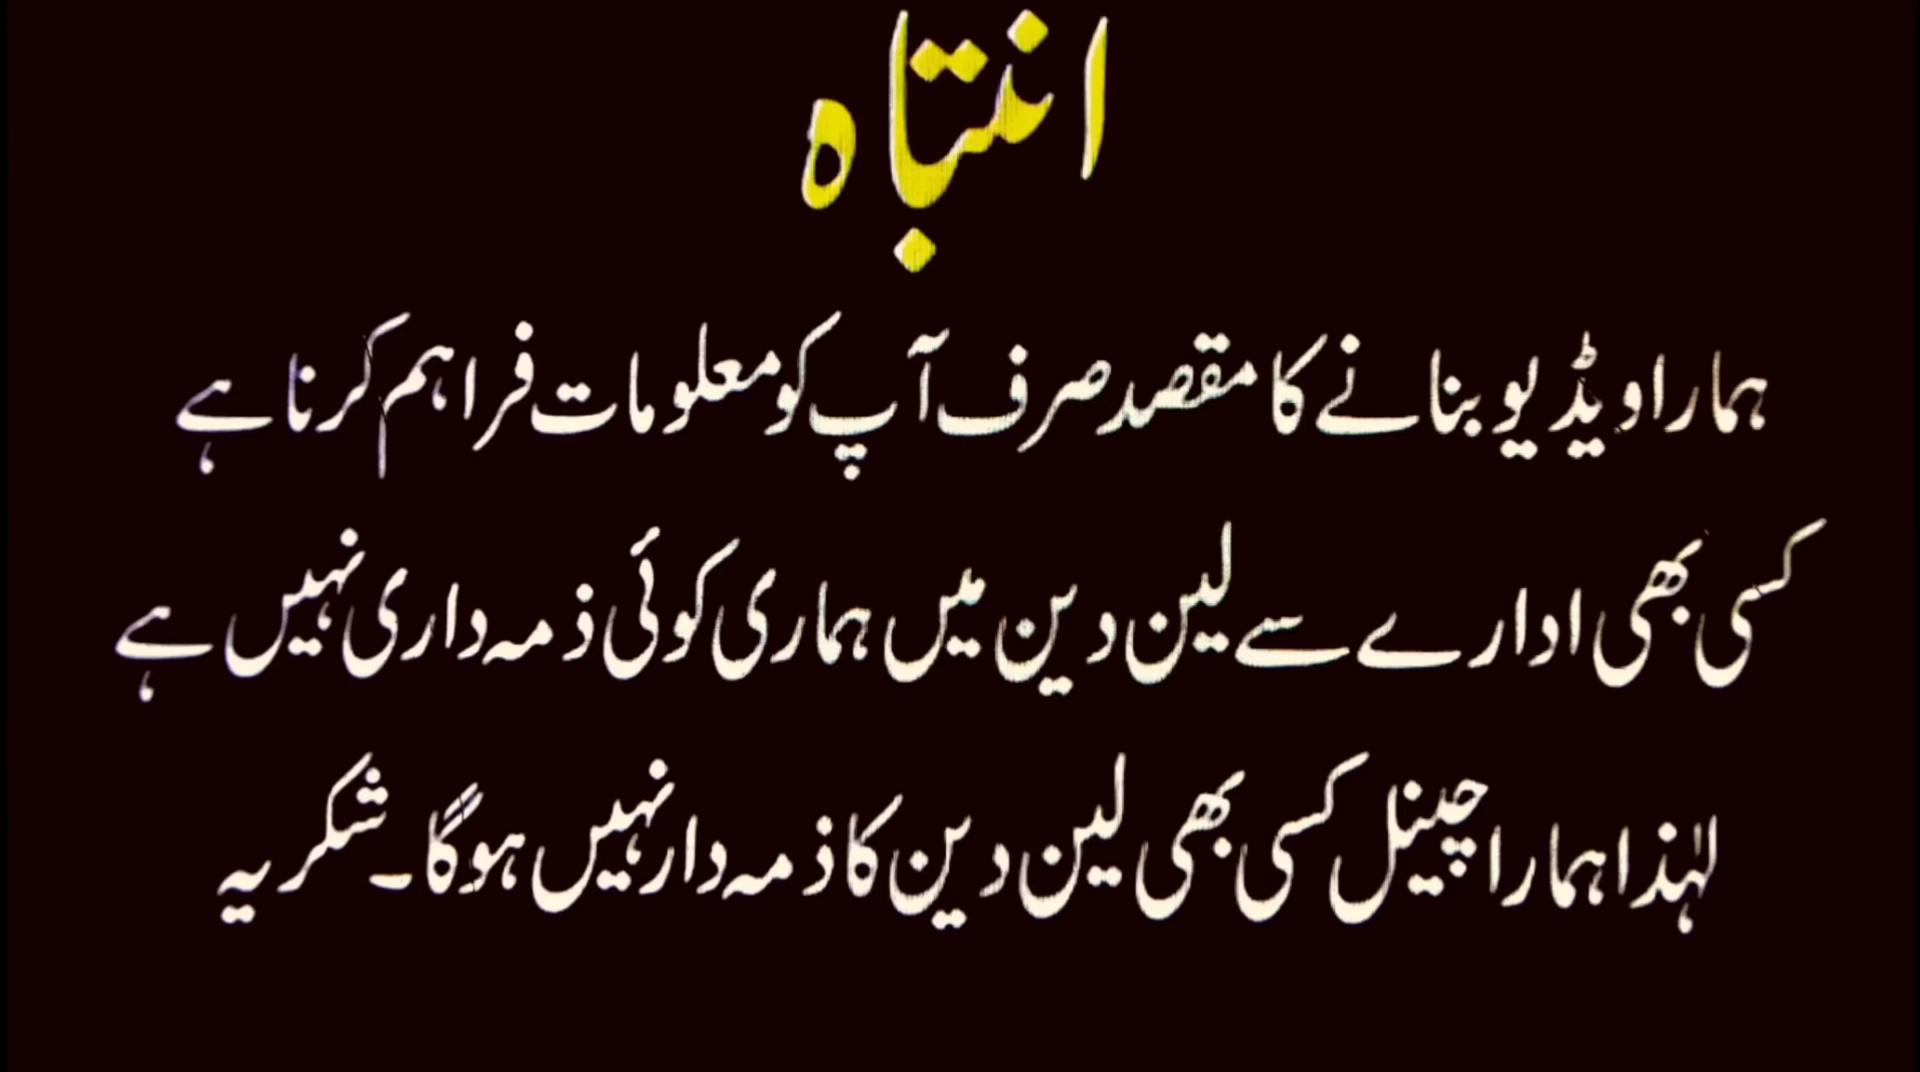 انتباہ
ہمارا ویڈیو بنانے کا مقصد صرف آپ کو معلومات فراہم کرنا ہے
کسی بھی ادارے سے لین دین میں ہماری کوئی ذمہ داری نہیں ہے
لہٰذا ہمارا چینل کسی بھی لین دین کا ذمہ دار نہیں ہوگا۔ شکریہ